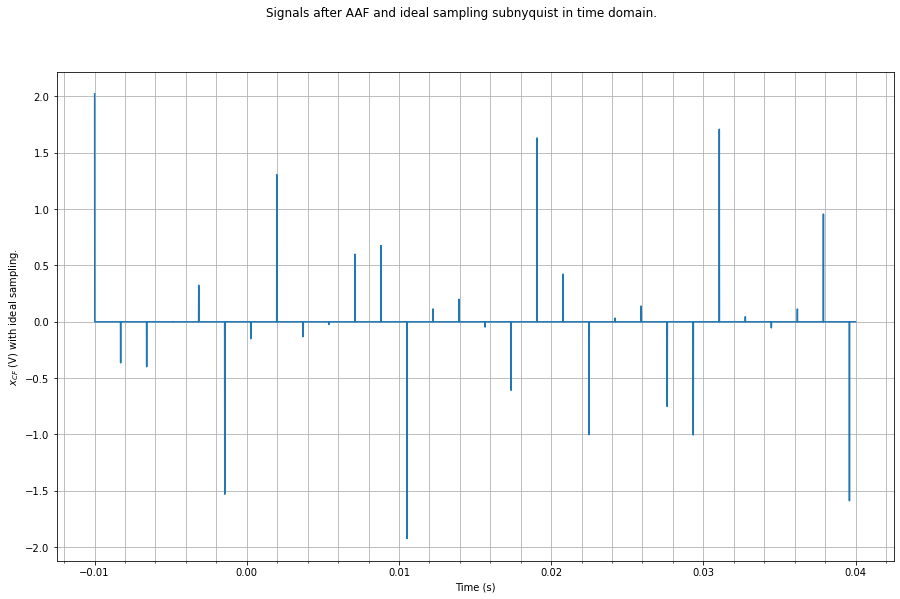 Signals after AAF and ideal sampling subnyquist in time domain.
2.0
1.5
1.0
0.5
0.0
−0.5
−1.0
−1.5
−2.0
x_CF (V) with ideal sampling.
−0.01 0.00 0.01 0.02 0.03 0.04
Time (s)